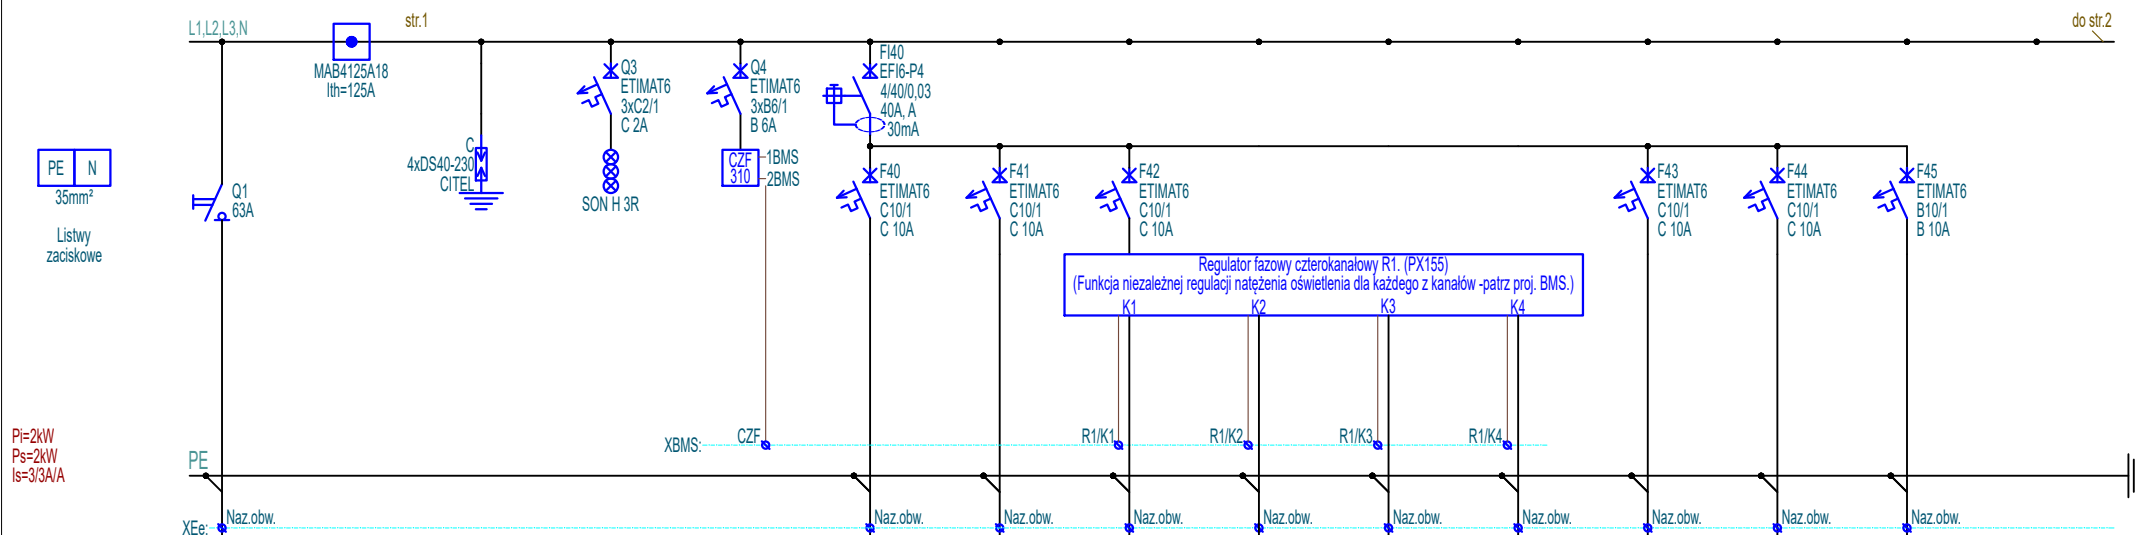 str.1
do str.2
L1,L2,L3,N
MAB4125A18
Ith=125A
Q3
ETIMAT6
3xC2/1
C 2A
Q4
ETIMAT6
3xB6/1
B 6A
FI40
EFI6-P4
4/40/0,03
40A, A
30mA
C
4xDS40-230
CITEL
SON H 3R
CZF
310
1BMS
2BMS
PE
N
35mm²
Listwy
zaciskowe
Q1
63A
F40
ETIMAT6
C10/1
C 10A
F41
ETIMAT6
C10/1
C 10A
F42
ETIMAT6
C10/1
C 10A
F43
ETIMAT6
C10/1
C 10A
F44
ETIMAT6
C10/1
C 10A
F45
ETIMAT6
B10/1
B 10A
Regulator fazowy czterokanałowy R1. (PX155)
(Funkcja niezależnej regulacji natężenia oświetlenia dla każdego z kanałów -patrz proj. BMS.)
K1
K2
K3
K4
XBMS:
CZF
R1/K1
R1/K2
R1/K3
R1/K4
Pi=2kW
Ps=2kW
Is=3/3A/A
PE
XEe:
Naz.obw.
Naz.obw.
Naz.obw.
Naz.obw.
Naz.obw.
Naz.obw.
Naz.obw.
Naz.obw.
Naz.obw.
Naz.obw.